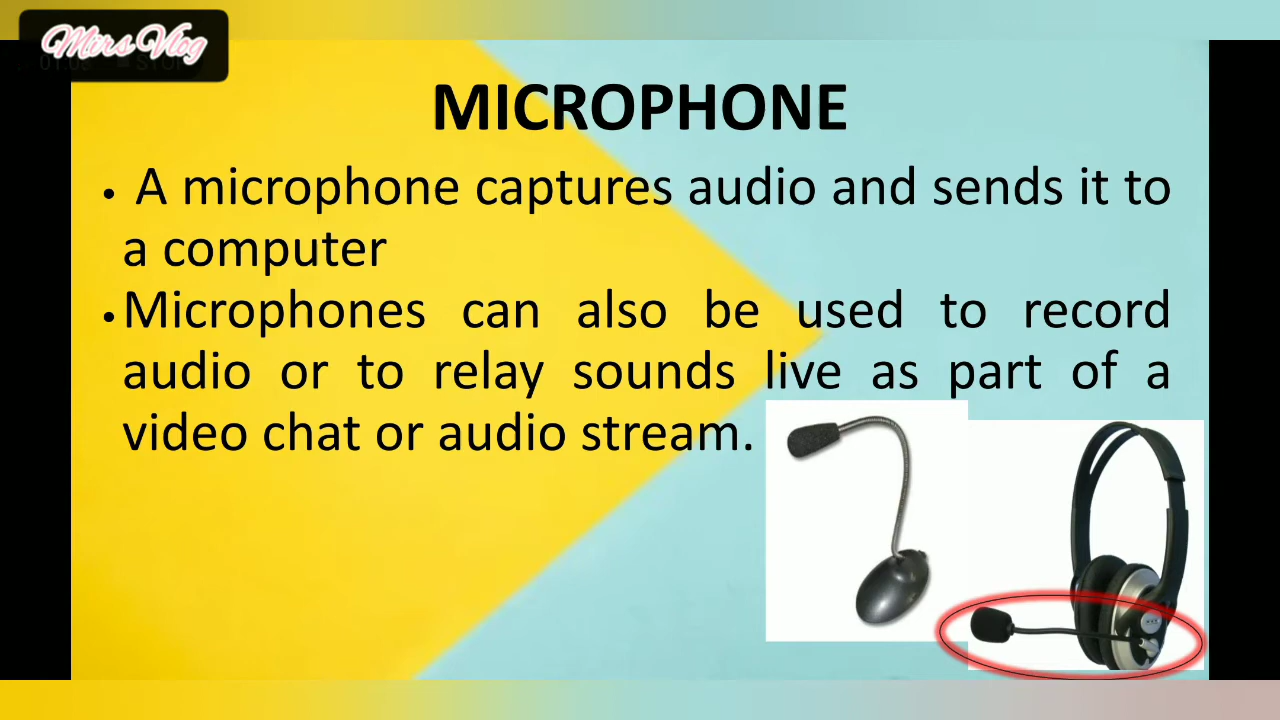 Mirs Vlog
MICROPHONE
• A microphone captures audio and sends it to
a computer
• Microphones can also be used to record
audio or to relay sounds live as part of a
video chat or audio stream.